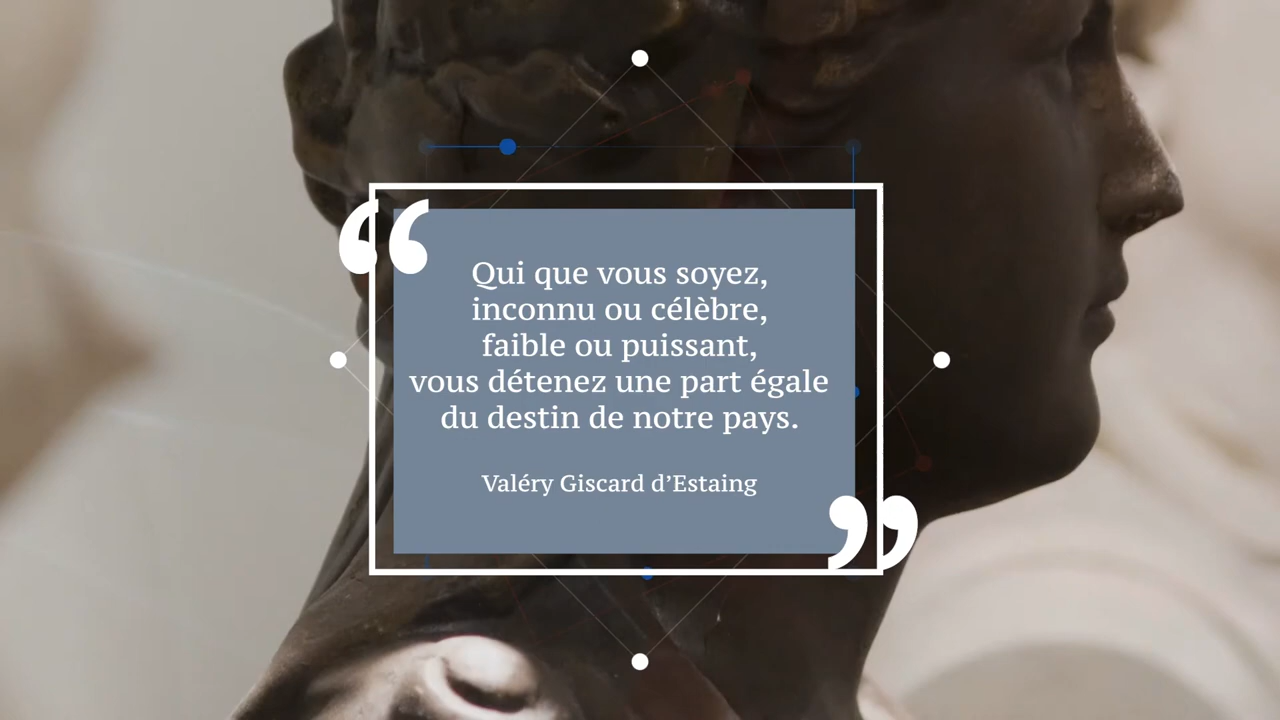 “
Qui que vous soyez,
inconnu ou célèbre,
faible ou puissant,
vous détenez une part égale
du destin de notre pays.
Valéry Giscard d’Estaing
”